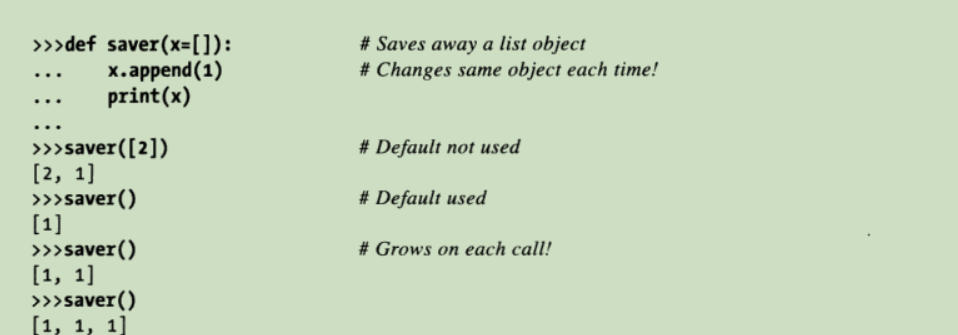 >>>def saver(x=[]): # Saves away a list object
... x.append(1) # Changes same object each time!
... print(x)
...
>>>saver([2]) # Default not used
[2, 1]
>>>saver() # Default used
[1]
>>>saver() # Grows on each call!
[1, 1]
>>>saver()
[1, 1, 1]